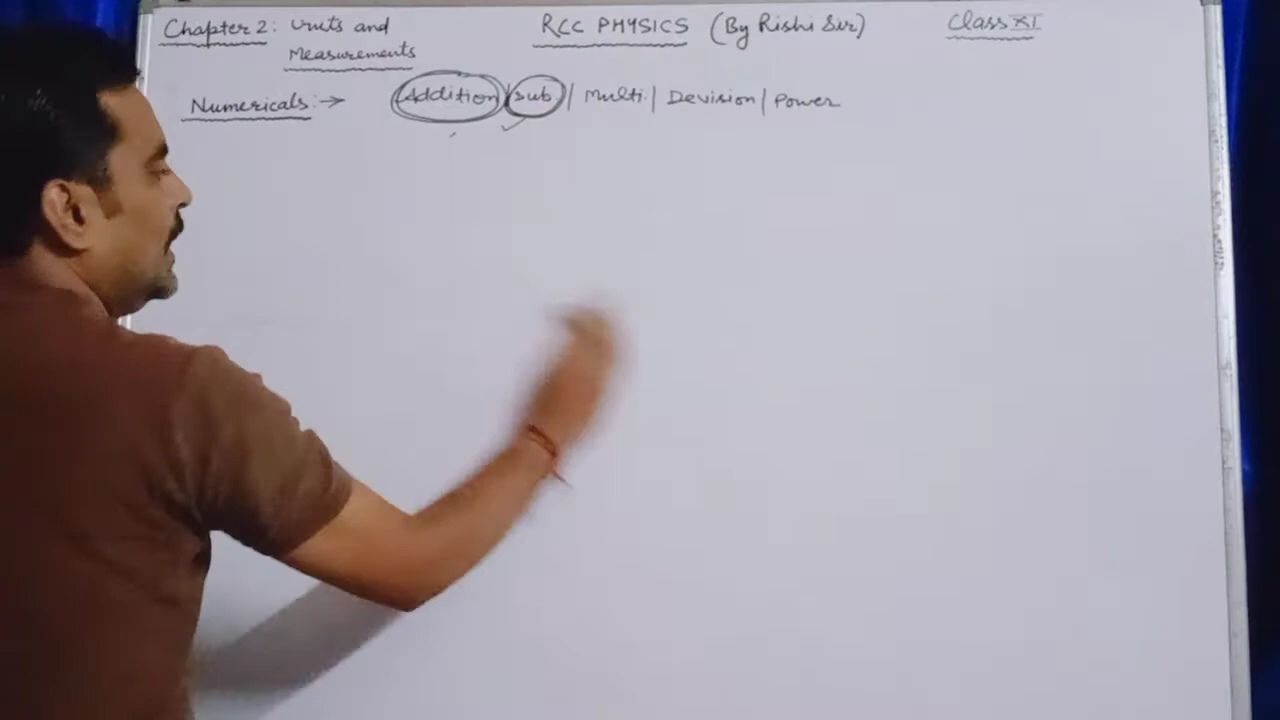 Chapter 2: Units and RCC PHYSICS (By Rishi Sir) Class XI
Measurements
Numericals:→ Addition/sub/Multi/Devision/Power